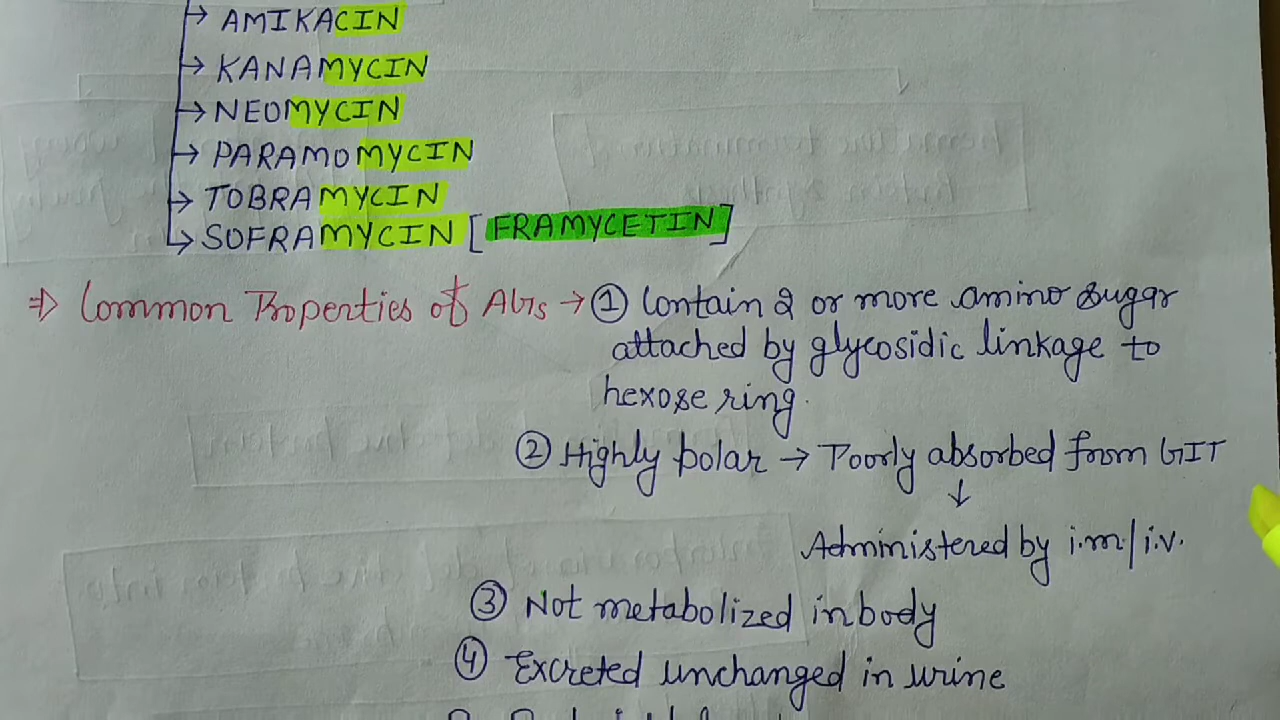 → AMIKACIN
→ KANAMYCIN
→ NEOMYCIN
→ PARAMOMYCIN
→ TOBRAMYCIN
→ SOFRAMYCIN [FRAMYCETIN]
⇒ Common Properties of AGs → ① Contain 2 or more amino sugar
attached by glycosidic linkage to
hexose ring.
② Highly polar → Poorly absorbed from GIT
↓
Administered by i.m/i.v.
③ Not metabolized in body
④ Excreted unchanged in urine